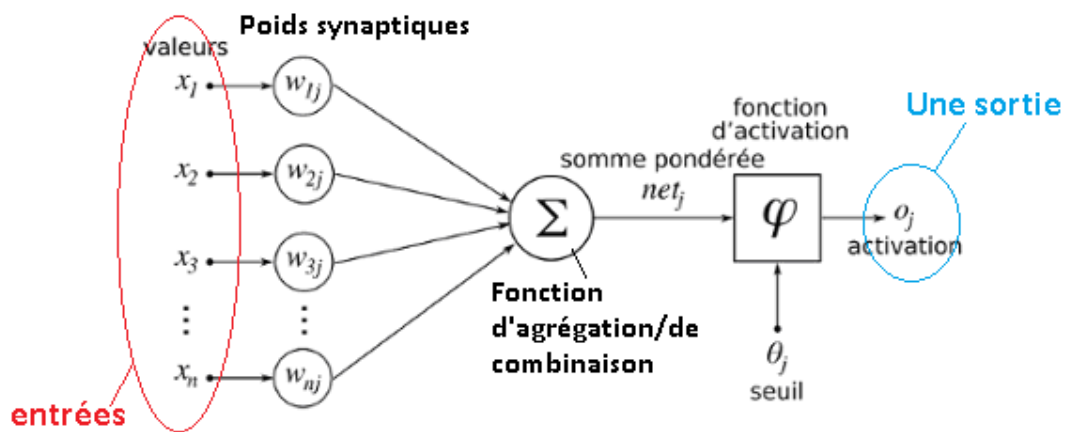 Poids synaptiques
valeurs
x1
w1j
x2
w2j
x3
w3j
⋮
⋮
xn
wnj
entrées
Σ
Fonction
d'agrégation/de
combinaison
somme pondérée
netj
fonction
d'activation
φ
θj
seuil
Une sortie
oj
activation